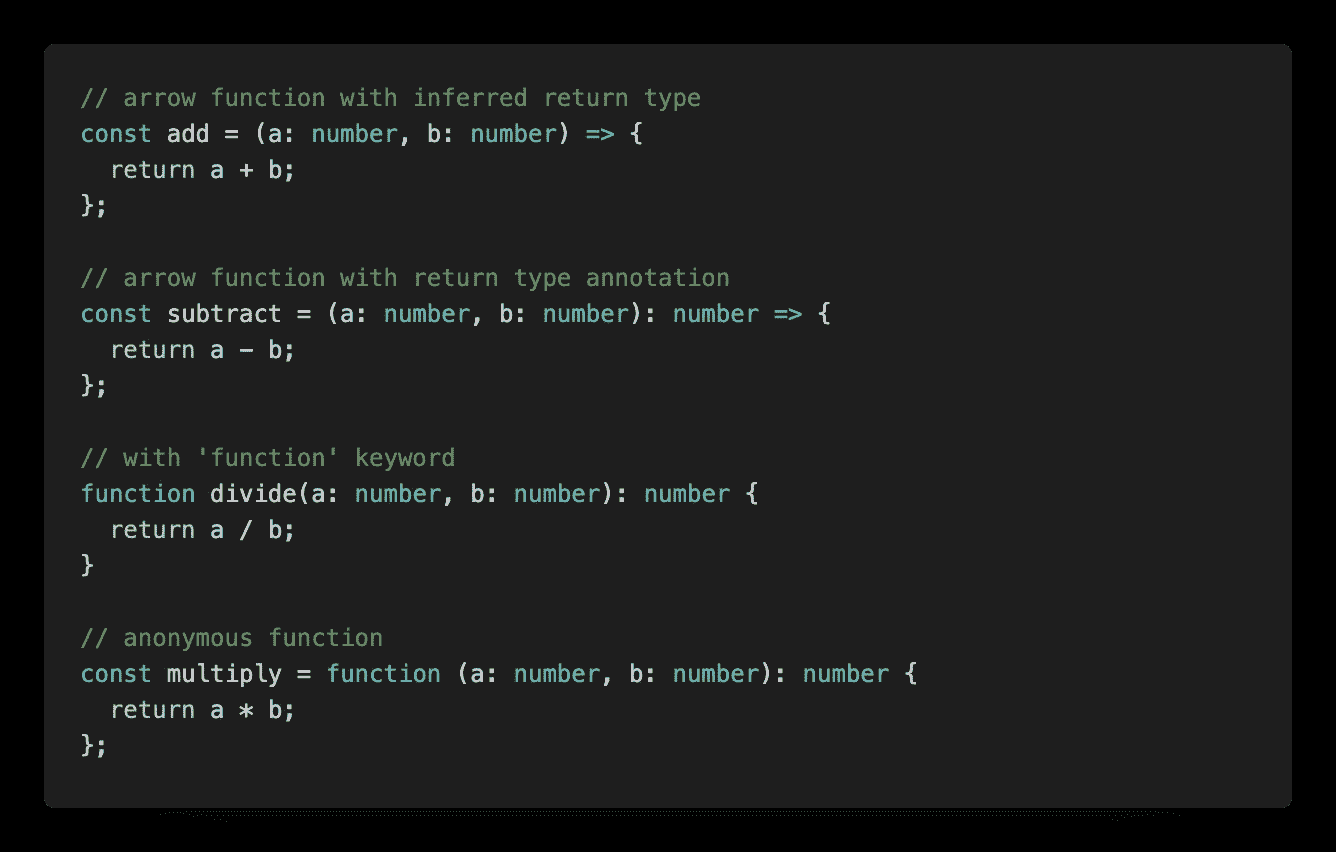 // arrow function with inferred return type
const add = (a: number, b: number) => {
  return a + b;
};

// arrow function with return type annotation
const subtract = (a: number, b: number): number => {
  return a - b;
};

// with 'function' keyword
function divide(a: number, b: number): number {
  return a / b;
}

// anonymous function
const multiply = function (a: number, b: number): number {
  return a * b;
};